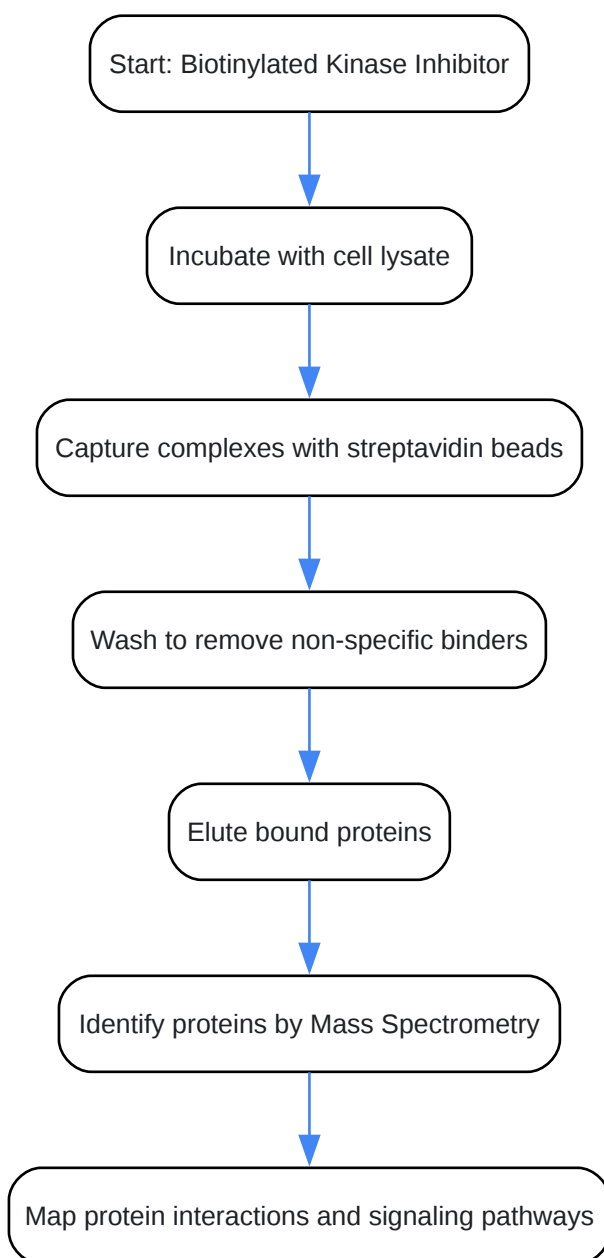 Start: Biotinylated Kinase Inhibitor
Incubate with cell lysate
Capture complexes with streptavidin beads
Wash to remove non-specific binders
Elute bound proteins
Identify proteins by Mass Spectrometry
Map protein interactions and signaling pathways